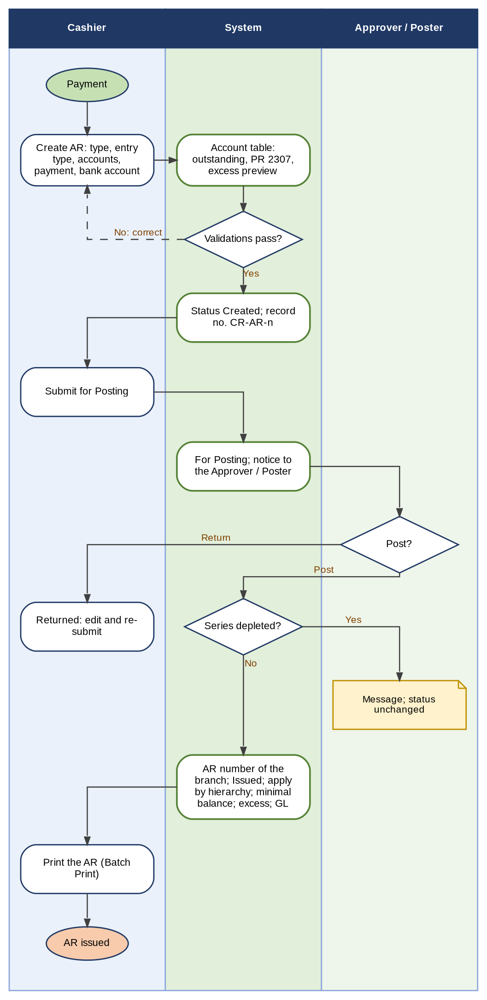 Cashier
System
Approver / Poster
Payment
Create AR: type, entry
type, accounts,
payment, bank account
Account table:
outstanding, PR 2307,
excess preview
No: correct
Validations pass?
Yes
Status Created; record
no. CR-AR-n
Submit for Posting
For Posting; notice to
the Approver / Poster
Return
Post?
Post
Returned: edit and re-
submit
Series depleted?
Yes
No
Message; status
unchanged
AR number of the
branch; Issued; apply
by hierarchy; minimal
balance; excess; GL
Print the AR (Batch
Print)
AR issued